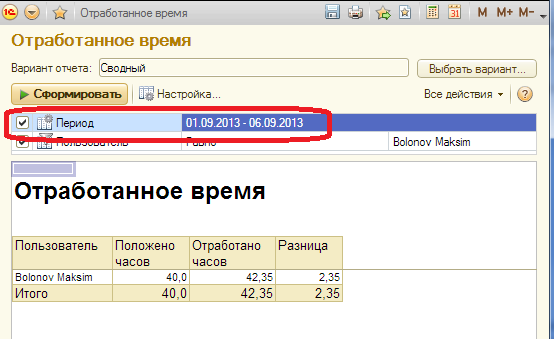 1С Отработанное время M M+ M-
Отработанное время
Вариант отчета: Сводный Выбрать вариант...
Сформировать Настройка... Все действия ?
Период 01.09.2013 - 06.09.2013
Пользователь Равно Bolonov Maksim
Отработанное время
Пользователь Положено часов Отработано часов Разница
Bolonov Maksim 40,0 42,35 2,35
Итого 40,0 42,35 2,35